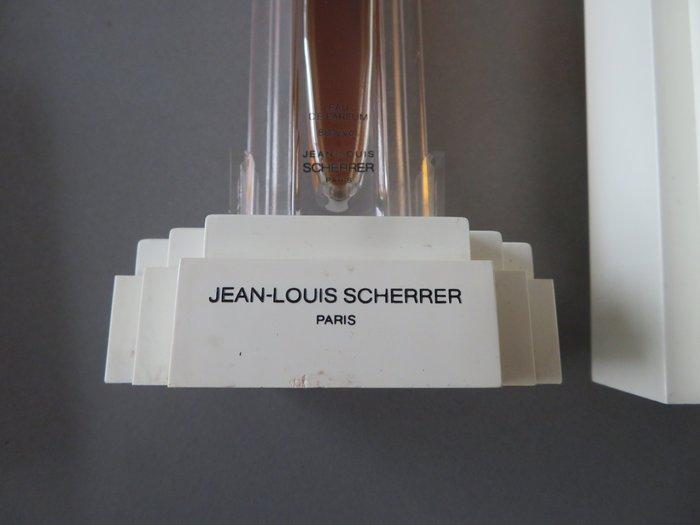 EAU
DE PARFUM
JEAN-LOUIS
SCHERRER
PARIS
JEAN-LOUIS SCHERRER
PARIS